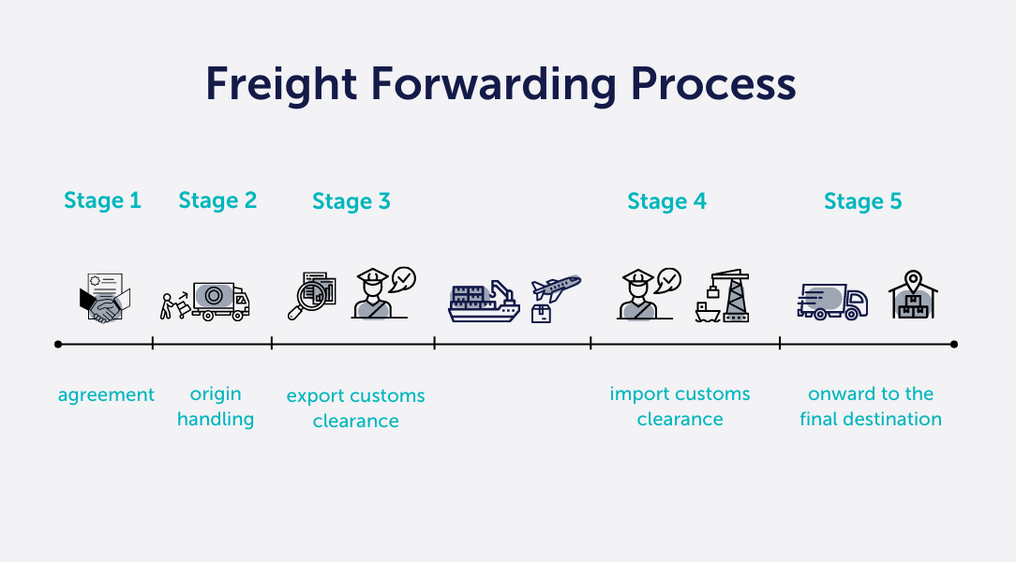 Freight Forwarding Process
Stage 1
Stage 2
Stage 3
Stage 4
Stage 5
agreement
origin
handling
export customs
clearance
import customs
clearance
onward to the
final destination